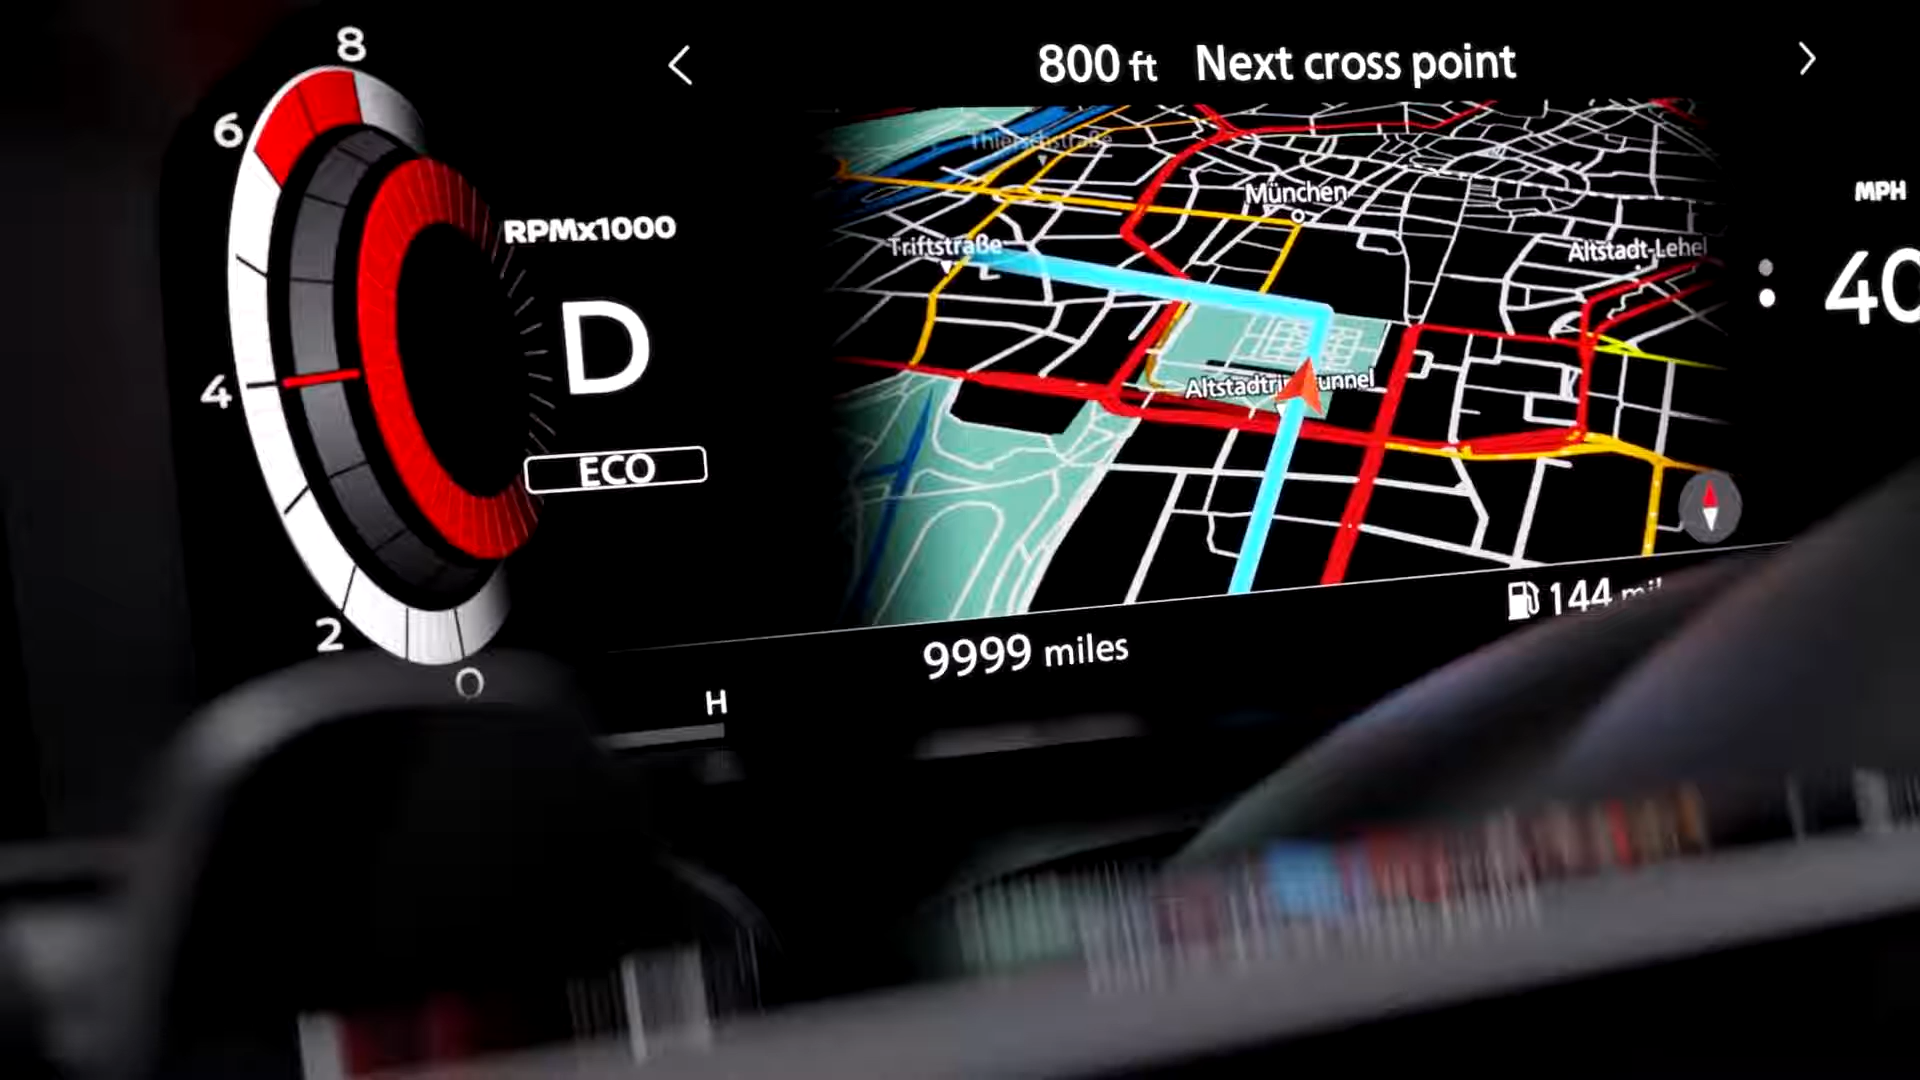 8
6
4
2
0
RPMx1000
D
ECO
H
800 ft Next cross point
Thierschstraße
München
Triftstraße
Altstadt-Lehel
9999 miles
144
MPH
40